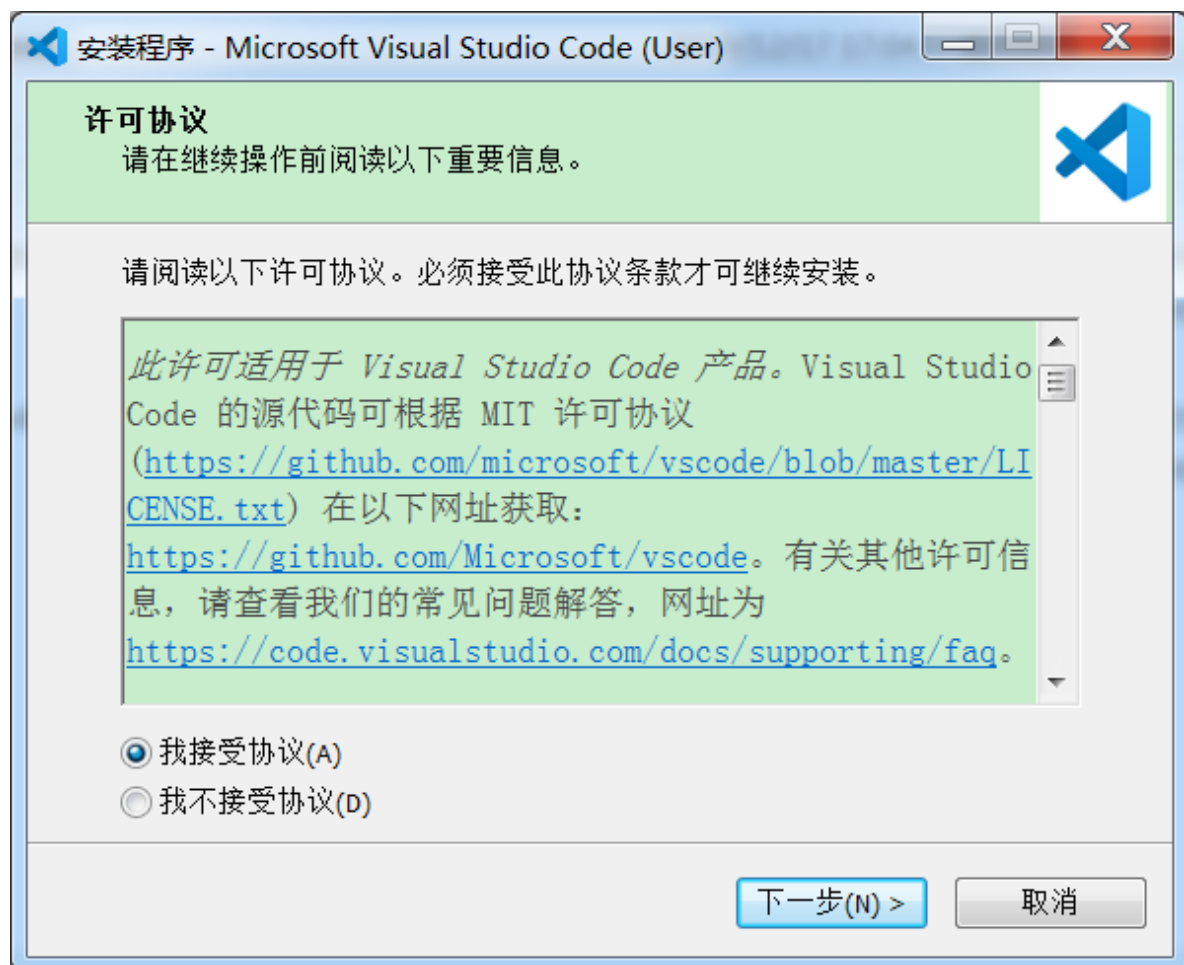 安装程序 - Microsoft Visual Studio Code (User)
许可协议
请在继续操作前阅读以下重要信息。
请阅读以下许可协议。必须接受此协议条款才可继续安装。
此许可适用于 Visual Studio Code 产品。Visual Studio
Code 的源代码可根据 MIT 许可协议
(https://github.com/microsoft/vscode/blob/master/LI
CENSE.txt) 在以下网址获取：
https://github.com/Microsoft/vscode。有关其他许可信
息，请查看我们的常见问题解答，网址为
https://code.visualstudio.com/docs/supporting/faq。
我接受协议(A)
我不接受协议(D)
下一步(N) >
取消